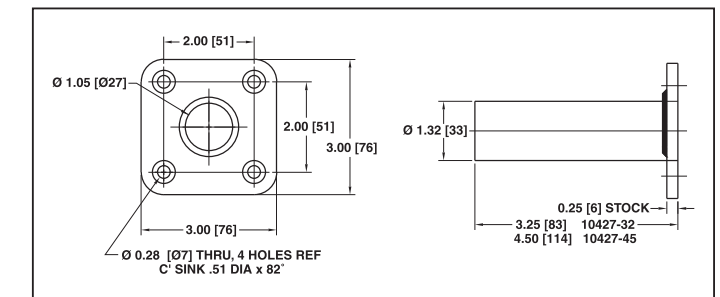 2.00 [51]
Ø 1.05 [Ø27]
2.00 [51]
3.00 [76]
3.00 [76]
Ø 0.28 [Ø7] THRU, 4 HOLES REF
C' SINK .51 DIA x 82°
Ø 1.32 [33]
0.25 [6] STOCK
3.25 [83] 10427-32
4.50 [114] 10427-45